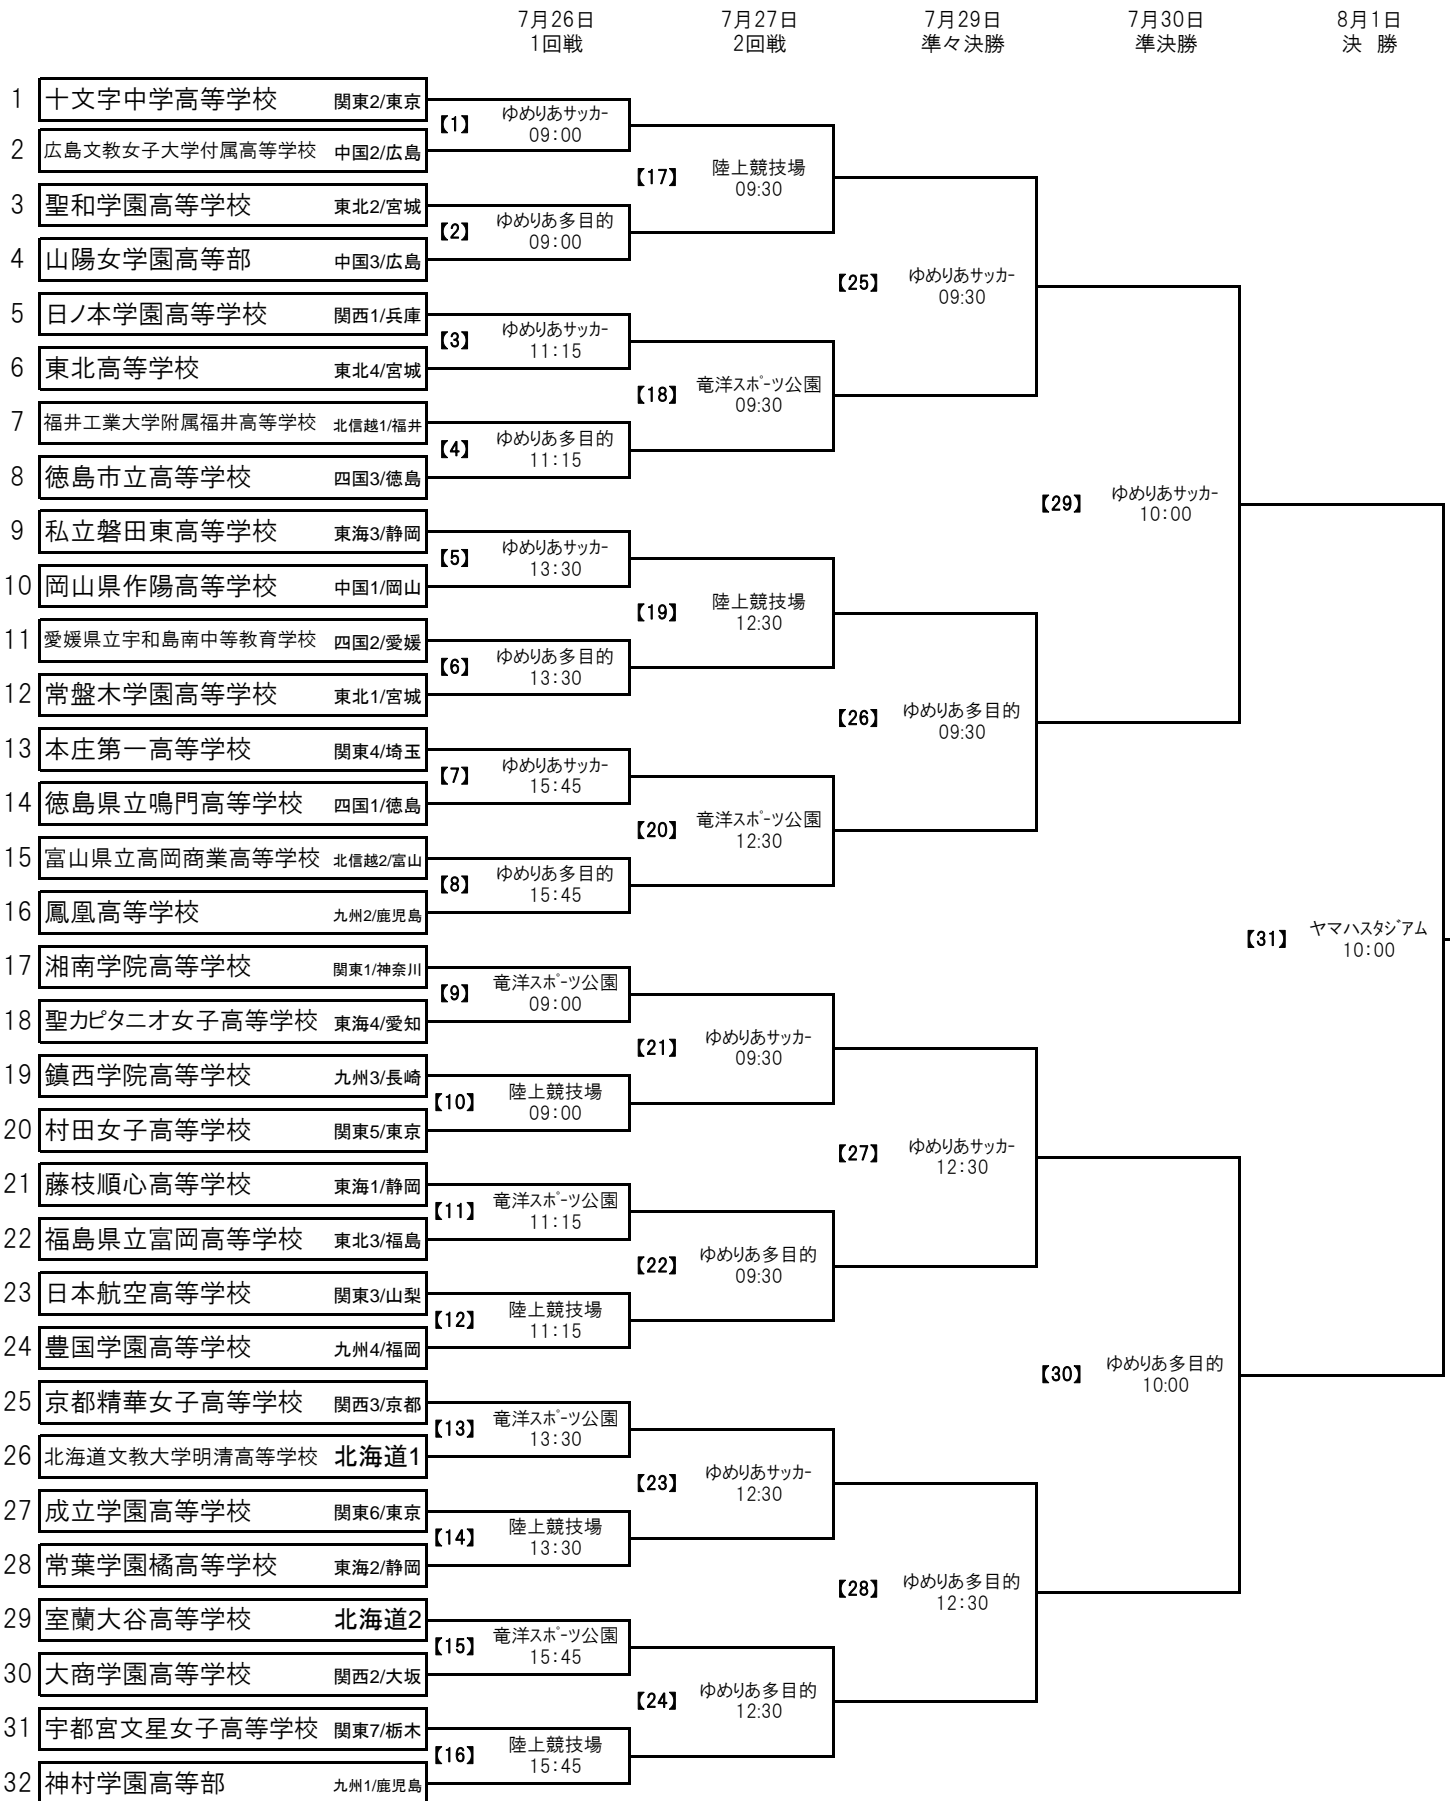 7月26日 7月27日 7月29日 7月30日 8月1日
1回戦 2回戦 準々決勝 準決勝 決 勝
1 十文字中学高等学校 関東2/東京
【1】 ゆめりあサッカー
09：00
2 広島文教女子大学付属高等学校 中国2/広島
【17】 陸上競技場
09:30
3 聖和学園高等学校 東北2/宮城
【2】 ゆめりあ多目的
09：00
4 山陽女学園高等部 中国3/広島
【25】 ゆめりあサッカー
09:30
5 日ノ本学園高等学校 関西1/兵庫
【3】 ゆめりあサッカー
11：15
6 東北高等学校 東北4/宮城
【18】 竜洋スポーツ公園
09:30
7 福井工業大学附属福井高等学校 北信越1/福井
【4】 ゆめりあ多目的
11：15
8 徳島市立高等学校 四国3/徳島
【29】 ゆめりあサッカー
10：00
9 私立磐田東高等学校 東海3/静岡
【5】 ゆめりあサッカー
13：30
10 岡山県作陽高等学校 中国1/岡山
【19】 陸上競技場
12:30
11 愛媛県立宇和島南中等教育学校 四国2/愛媛
【6】 ゆめりあ多目的
13：30
12 常盤木学園高等学校 東北1/宮城
【26】 ゆめりあ多目的
09:30
13 本庄第一高等学校 関東4/埼玉
【7】 ゆめりあサッカー
15：45
14 徳島県立鳴門高等学校 四国1/徳島
【20】 竜洋スポーツ公園
12:30
15 富山県立高岡商業高等学校 北信越2/富山
【8】 ゆめりあ多目的
15：45
16 鳳凰高等学校 九州2/鹿児島
【31】 ヤマハスタジアム
10：00
17 湘南学院高等学校 関東1/神奈川
【9】 竜洋スポーツ公園
09：00
18 聖カピタニオ女子高等学校 東海4/愛知
【21】 ゆめりあサッカー
09:30
19 鎮西学院高等学校 九州3/長崎
【10】 陸上競技場
09：00
20 村田女子高等学校 関東5/東京
【27】 ゆめりあサッカー
12：30
21 藤枝順心高等学校 東海1/静岡
【11】 竜洋スポーツ公園
11：15
22 福島県立富岡高等学校 東北3/福島
【22】 ゆめりあ多目的
09:30
23 日本航空高等学校 関東3/山梨
【12】 陸上競技場
11：15
24 豊国学園高等学校 九州4/福岡
【30】 ゆめりあ多目的
10:00
25 京都精華女子高等学校 関西3/京都
【13】 竜洋スポーツ公園
13：30
26 北海道文教大学明清高等学校 北海道1
【23】 ゆめりあサッカー
12:30
27 成立学園高等学校 関東6/東京
【14】 陸上競技場
13：30
28 常葉学園橘高等学校 東海2/静岡
【28】 ゆめりあ多目的
12：30
29 室蘭大谷高等学校 北海道2
【15】 竜洋スポーツ公園
15：45
30 大商学園高等学校 関西2/大坂
【24】 ゆめりあ多目的
12:30
31 宇都宮文星女子高等学校 関東7/栃木
【16】 陸上競技場
15：45
32 神村学園高等部 九州1/鹿児島